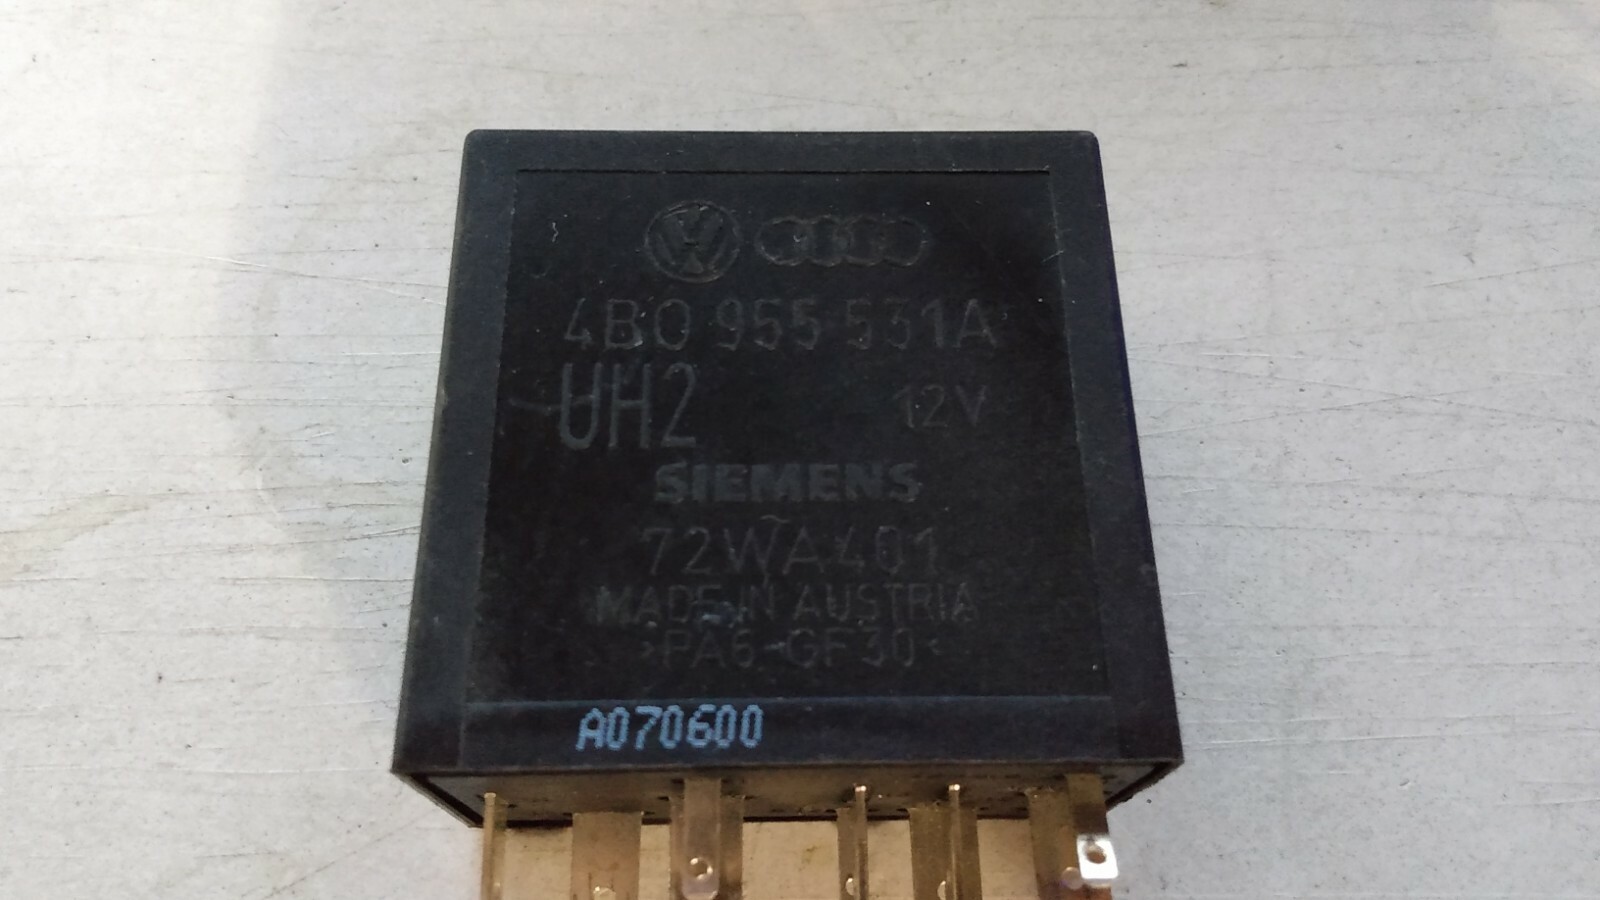 4B0 955 531A
UH2 12V
SIEMENS
72WA401
MADE IN AUSTRIA
>PA6-GF30<
A070600